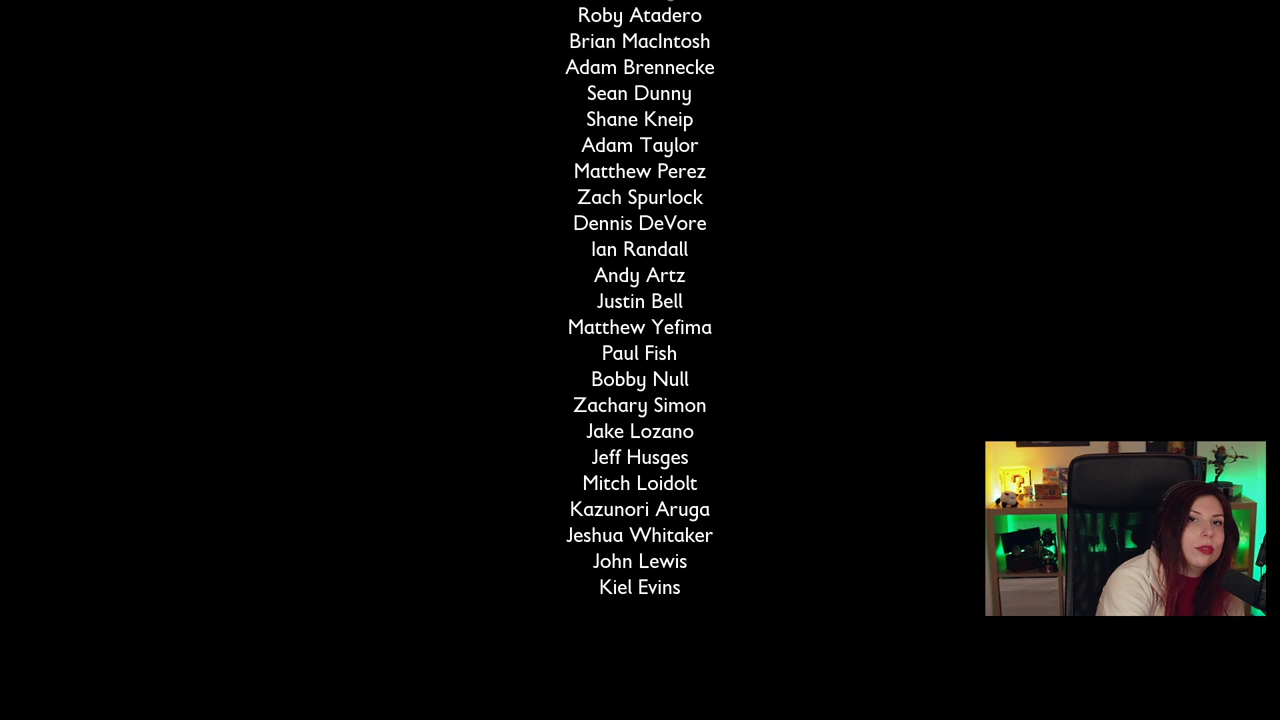 Roby Atadero
Brian MacIntosh
Adam Brennecke
Sean Dunny
Shane Kneip
Adam Taylor
Matthew Perez
Zach Spurlock
Dennis DeVore
Ian Randall
Andy Artz
Justin Bell
Matthew Yefima
Paul Fish
Bobby Null
Zachary Simon
Jake Lozano
Jeff Husges
Mitch Loidolt
Kazunori Aruga
Jeshua Whitaker
John Lewis
Kiel Evins